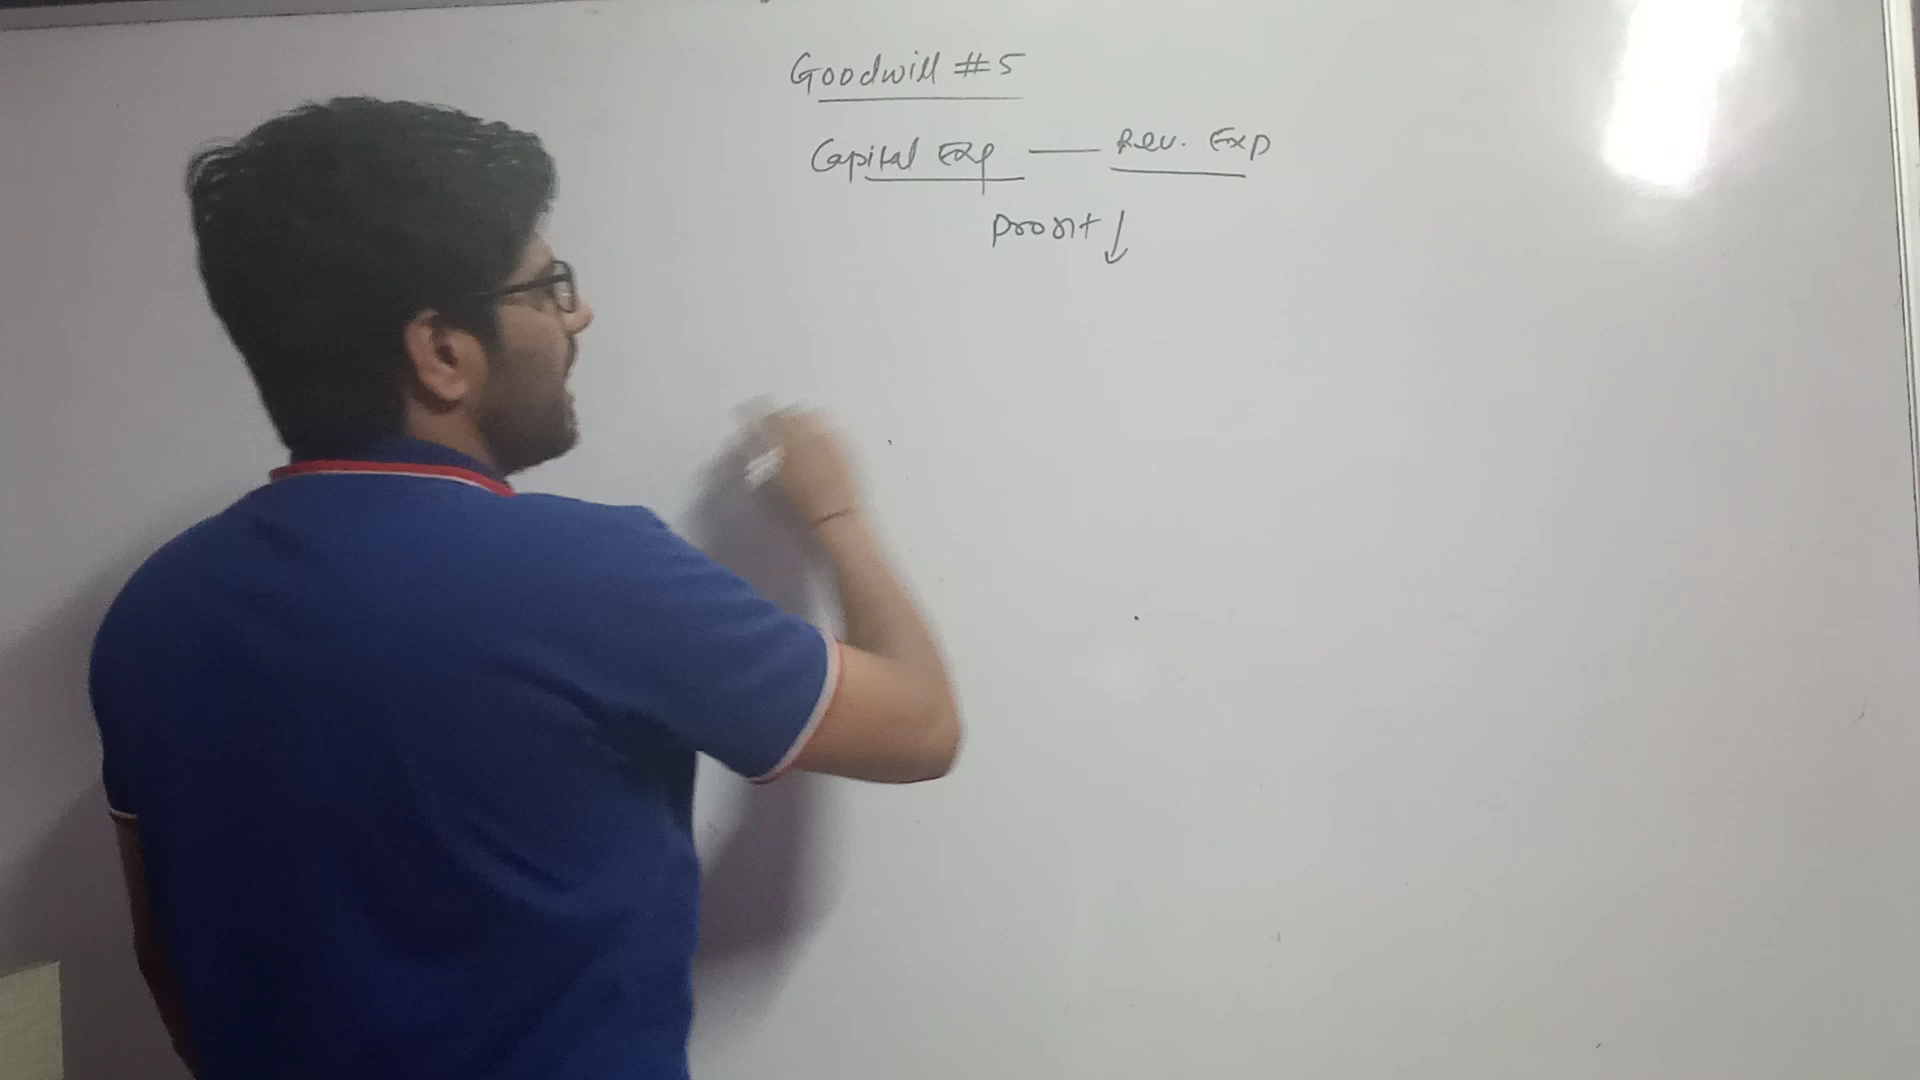 Goodwill #5
Capital Exp — Rev. Exp
Profit ↓